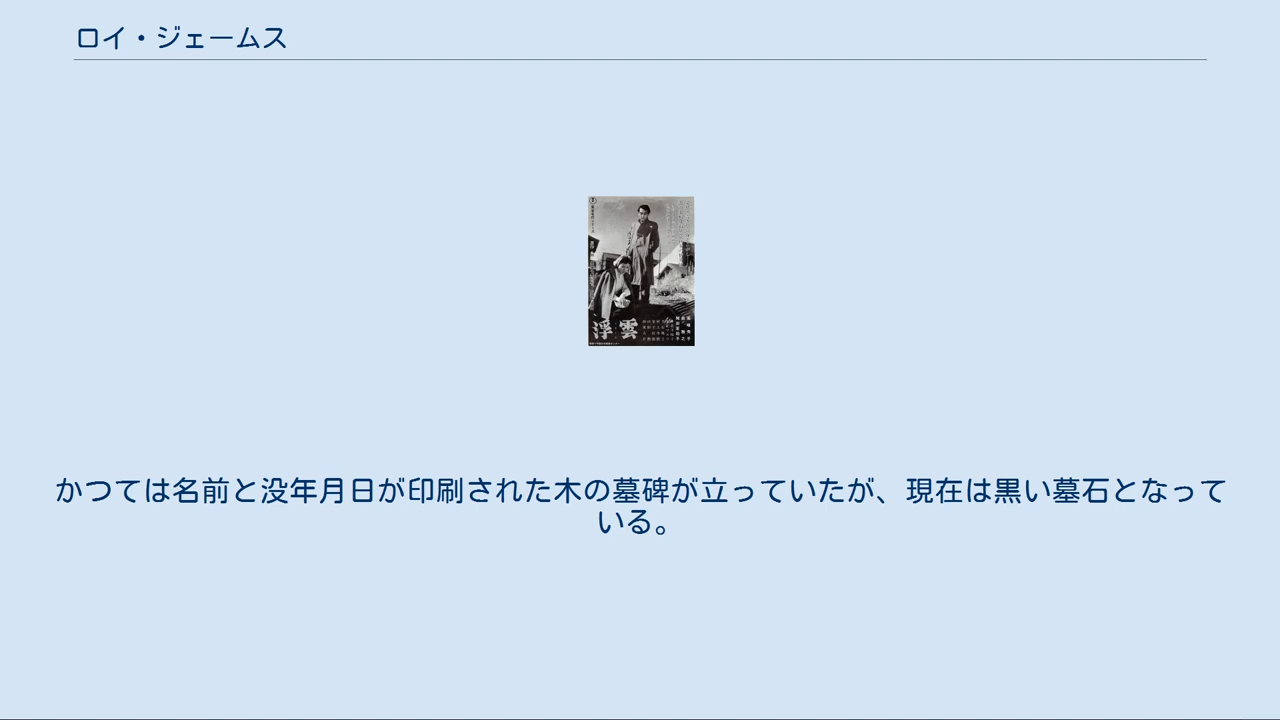 ロイ・ジェームス
浮雲
かつては名前と没年月日が印刷された木の墓碑が立っていたが、現在は黒い墓石となって
いる。